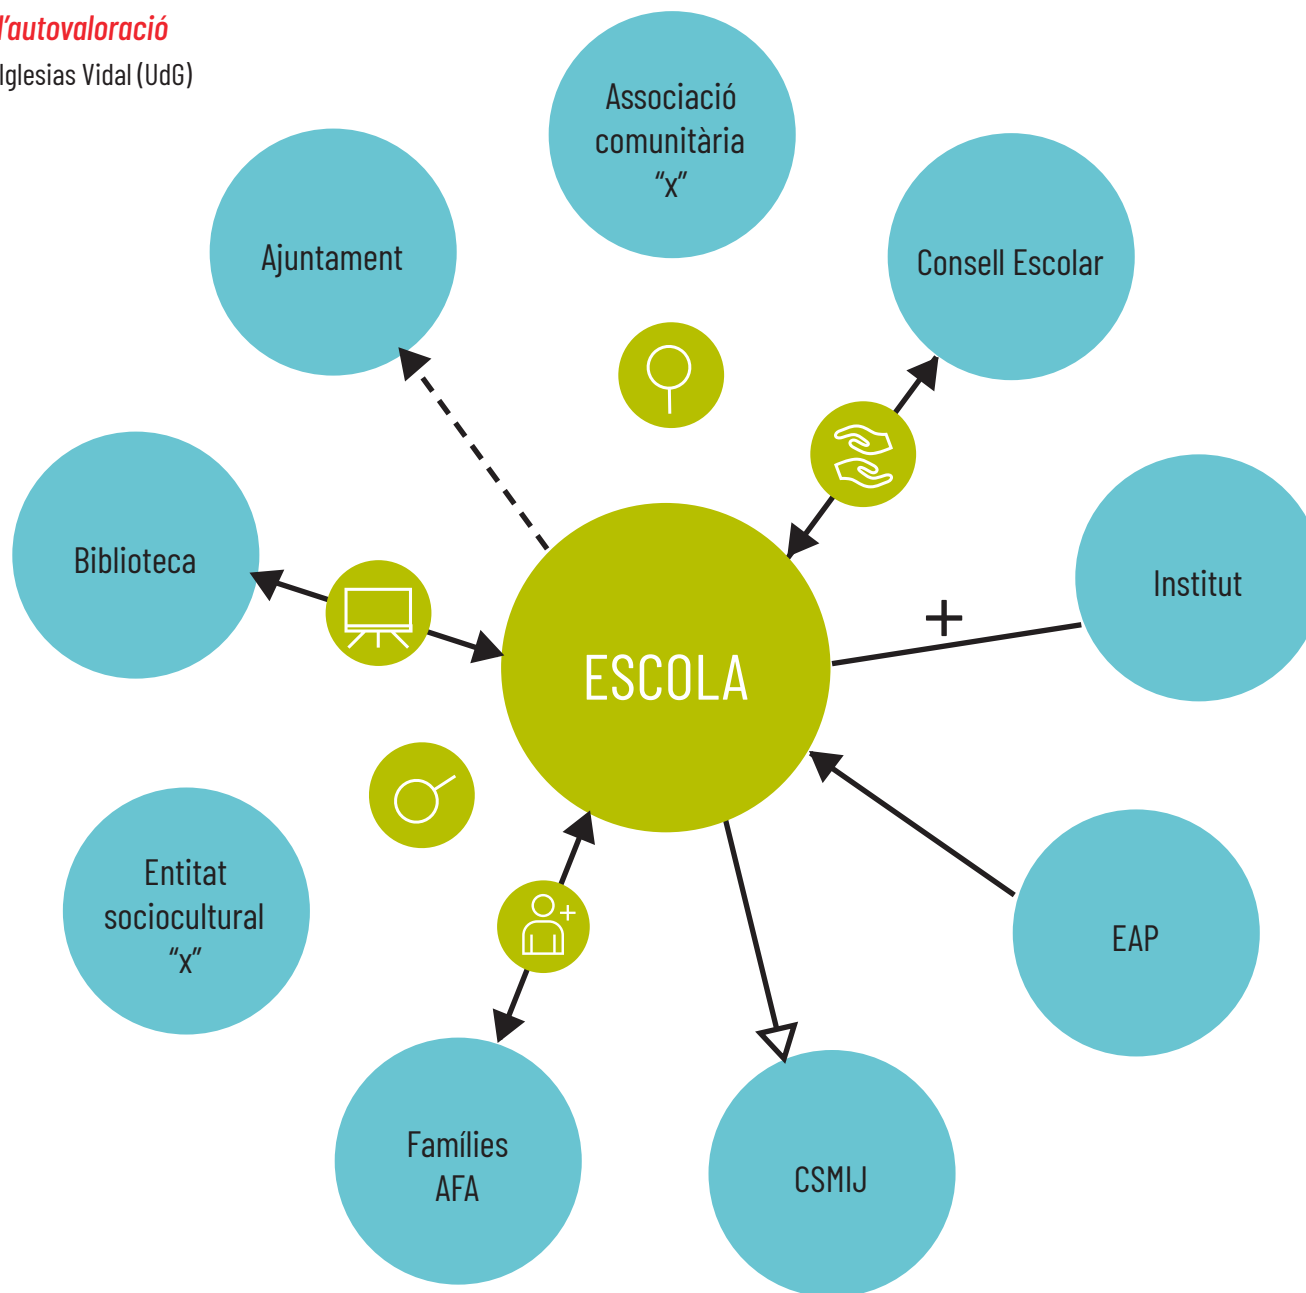 l'autovaloració
Iglesias Vidal (UdG)
Associació
comunitària
“x”
Ajuntament
Consell Escolar
Biblioteca
Institut
+
ESCOLA
Entitat
sociocultural
“x”
EAP
Famílies
AFA
CSMIJ